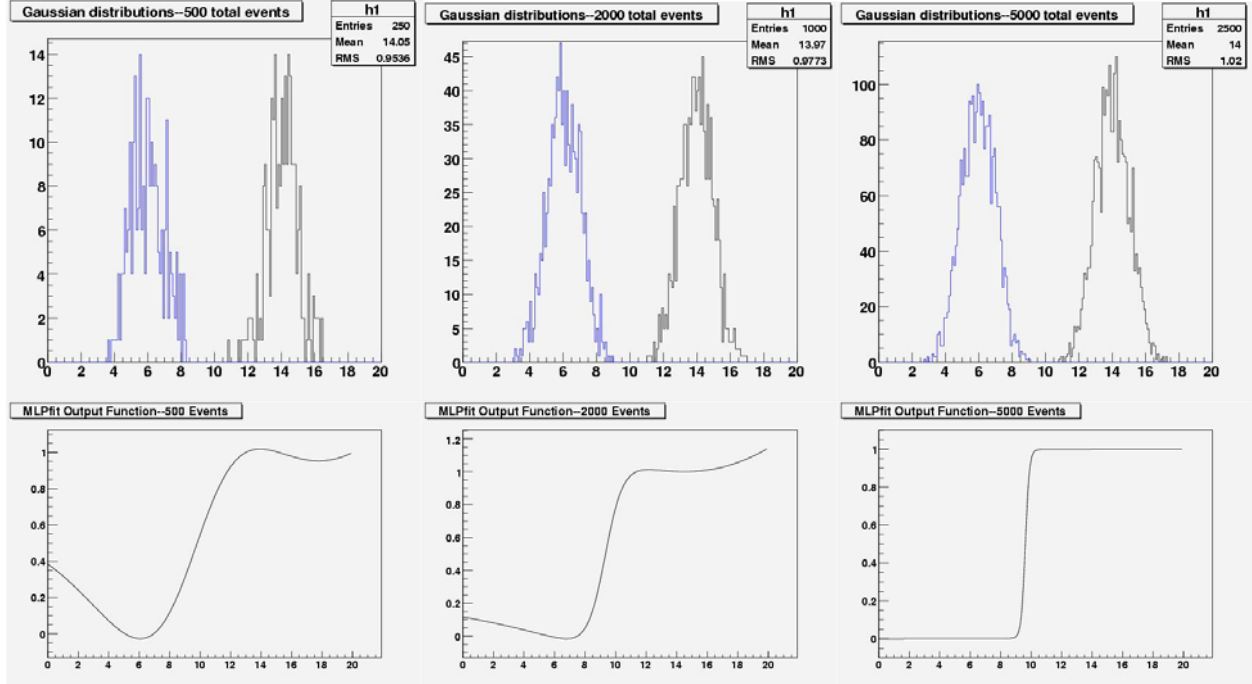 Gaussian distributions--500 total events
h1
Entries 250
Mean 14.05
RMS 0.9536
14
12
10
8
6
4
2
0
0 2 4 6 8 10 12 14 16 18 20
Gaussian distributions--2000 total events
h1
Entries 1000
Mean 13.97
RMS 0.9773
45
40
35
30
25
20
15
10
5
0
0 2 4 6 8 10 12 14 16 18 20
Gaussian distributions--5000 total events
h1
Entries 2500
Mean 14
RMS 1.02
100
80
60
40
20
0
0 2 4 6 8 10 12 14 16 18 20
MLPfit Output Function--500 Events
1
0.8
0.6
0.4
0.2
0
0 2 4 6 8 10 12 14 16 18 20
MLPfit Output Function--2000 Events
1.2
1
0.8
0.6
0.4
0.2
0
0 2 4 6 8 10 12 14 16 18 20
MLPfit Output Function--5000 Events
1
0.8
0.6
0.4
0.2
0
0 2 4 6 8 10 12 14 16 18 20